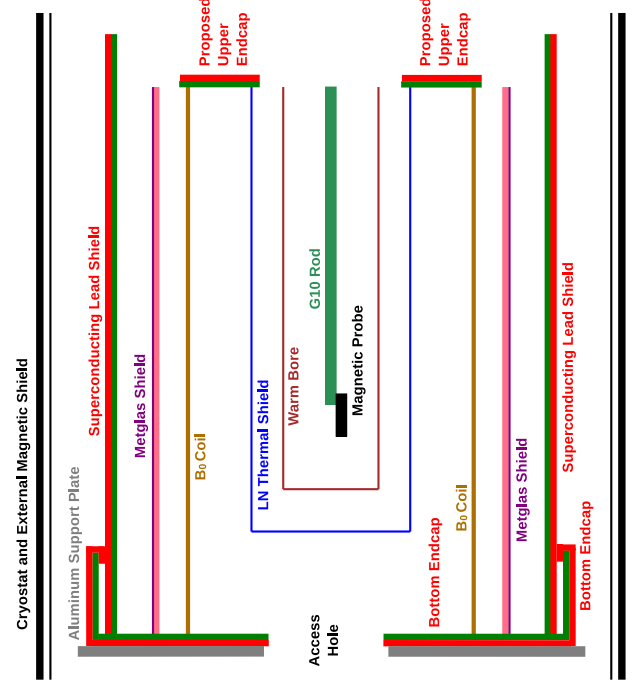 Proposed
Upper
Endcap
Proposed
Upper
Endcap
Cryostat and External Magnetic Shield
Aluminum Support Plate
Superconducting Lead Shield
Metglas Shield
B₀ Coil
LN Thermal Shield
Warm Bore
G10 Rod
Magnetic Probe
Access
Hole
Bottom Endcap
B₀ Coil
Metglas Shield
Superconducting Lead Shield
Bottom Endcap